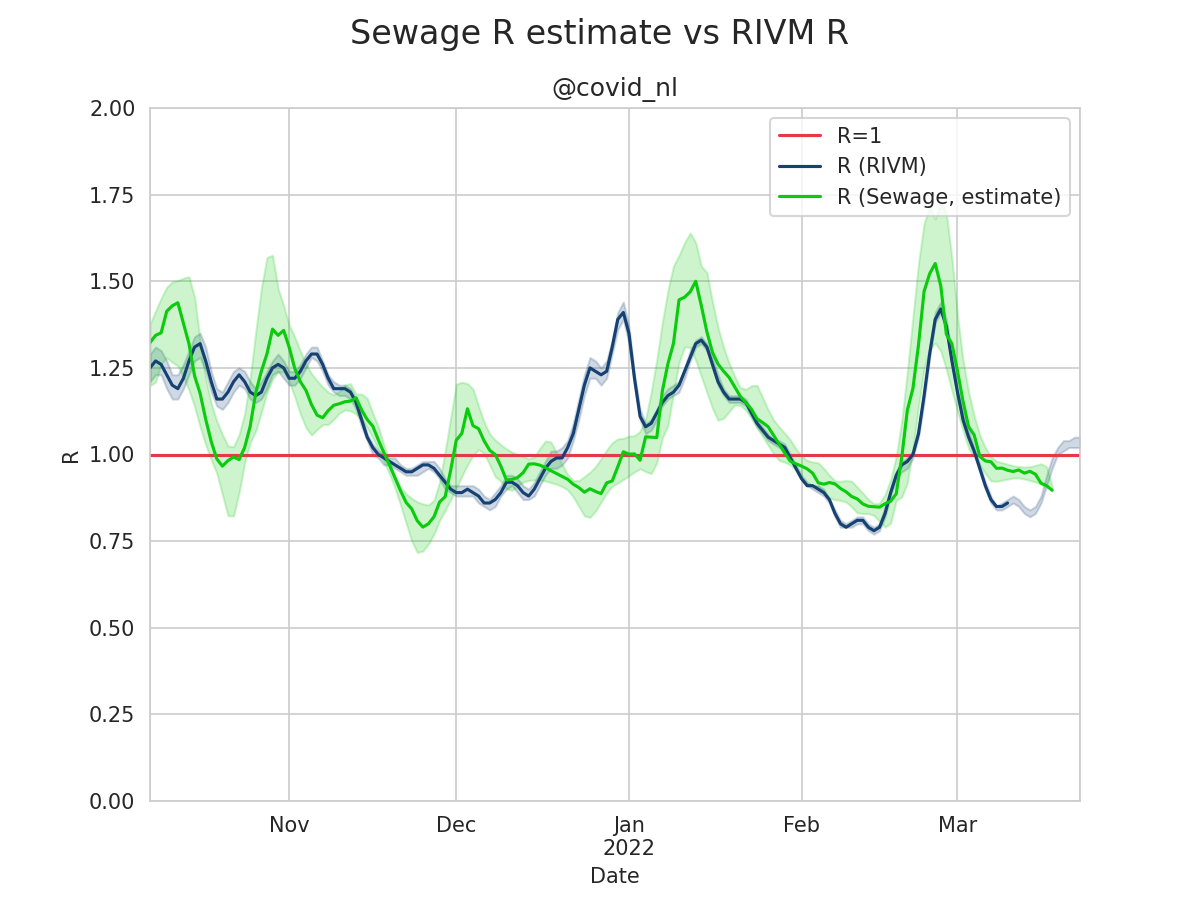 Sewage R estimate vs RIVM R
@covid_nl
R=1
R (RIVM)
R (Sewage, estimate)
2.00
1.75
1.50
1.25
1.00
0.75
0.50
0.25
0.00
R
Nov Dec Jan Feb Mar
2022
Date